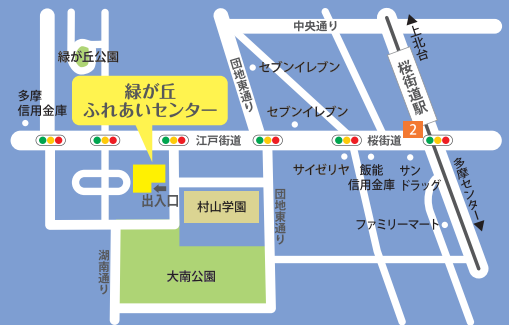 中央通り
上北台
緑が丘公園
団地東通り
セブンイレブン
桜街道駅
緑が丘
ふれあいセンター
多摩
信用金庫
セブンイレブン
2
江戸街道
桜街道
サイゼリヤ
飯能
信用金庫
サン
ドラッグ
多摩センター
出入口
村山学園
団地東通り
ファミリーマート
湖南通り
大南公園